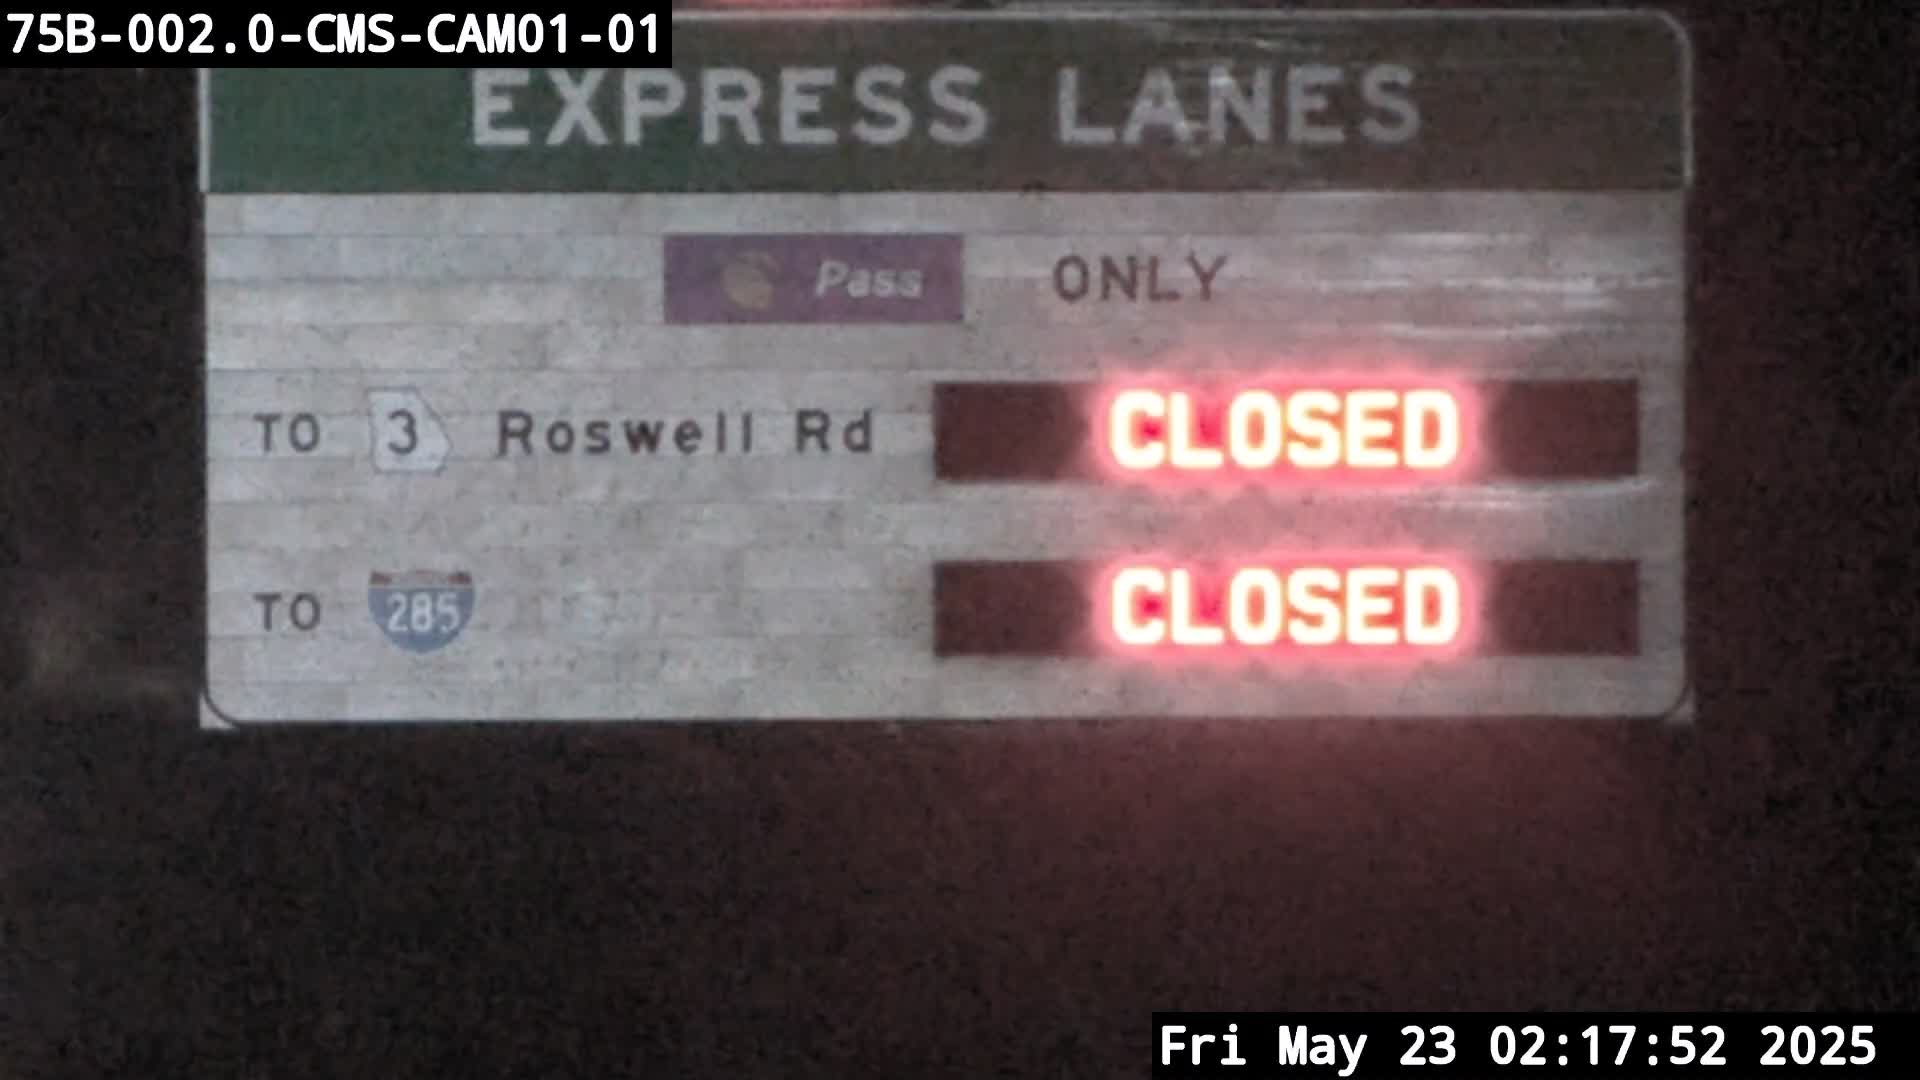 75B-002.0-CMS-CAM01-01
EXPRESS LANES
Pass ONLY
TO 3 Roswell Rd CLOSED
TO 285 CLOSED
Fri May 23 02:17:52 2025